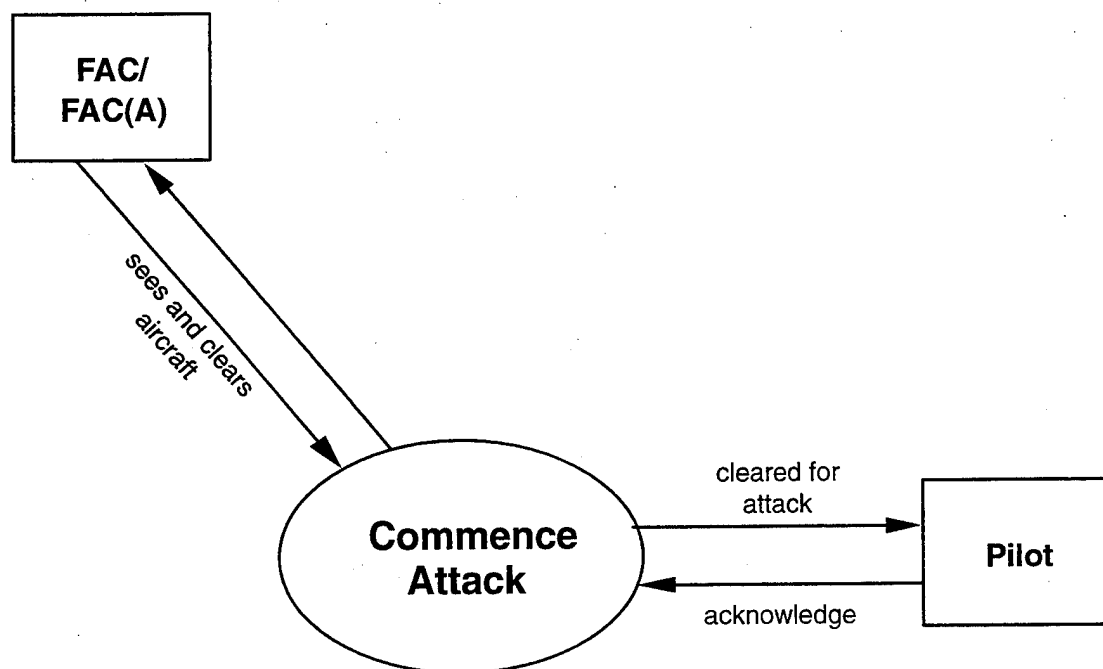 FAC/
FAC(A)
sees and clears
aircraft
Commence
Attack
cleared for
attack
Pilot
acknowledge